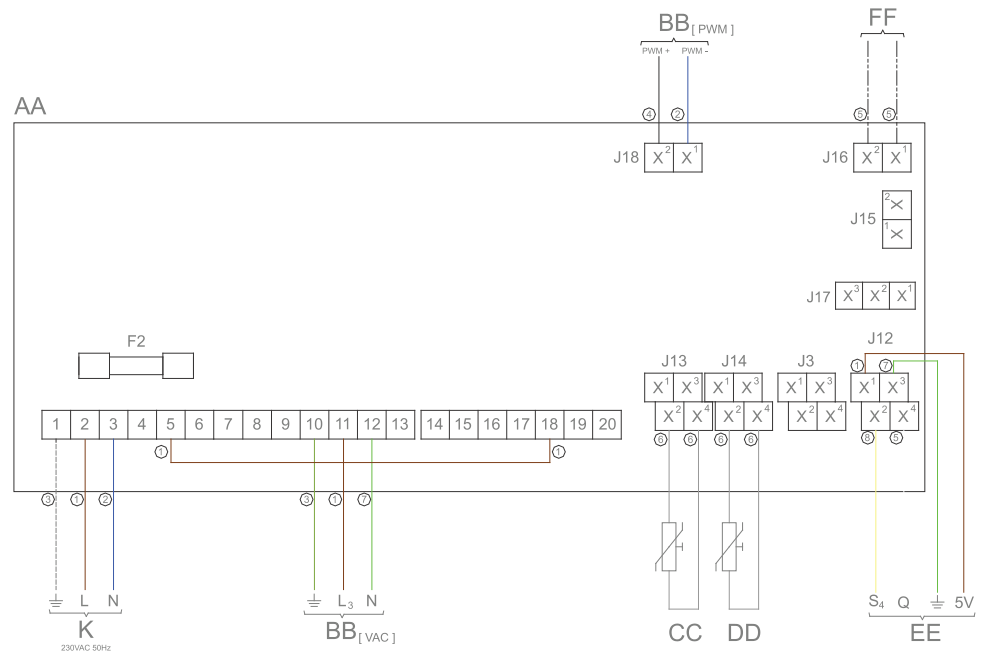 BB [ PWM ]
FF
PWM + PWM -
AA
4 2 5 5
J18 X2 X1
J16 X2 X1
J15 2X
1X
J17 X3 X2 X1
F2
J12
J13 J14 J3
1 7
X1 X3 X1 X3 X1 X3 X1 X3
X2 X4 X2 X4 X2 X4 X2 X4
1 2 3 4 5 6 7 8 9 10 11 12 13 14 15 16 17 18 19 20
6 6 6 6 8 5
1 1
3 1 2 3 1 7
L N
L3 N
S4 Q 5V
K
230VAC 50Hz
BB [ VAC ]
CC DD
EE